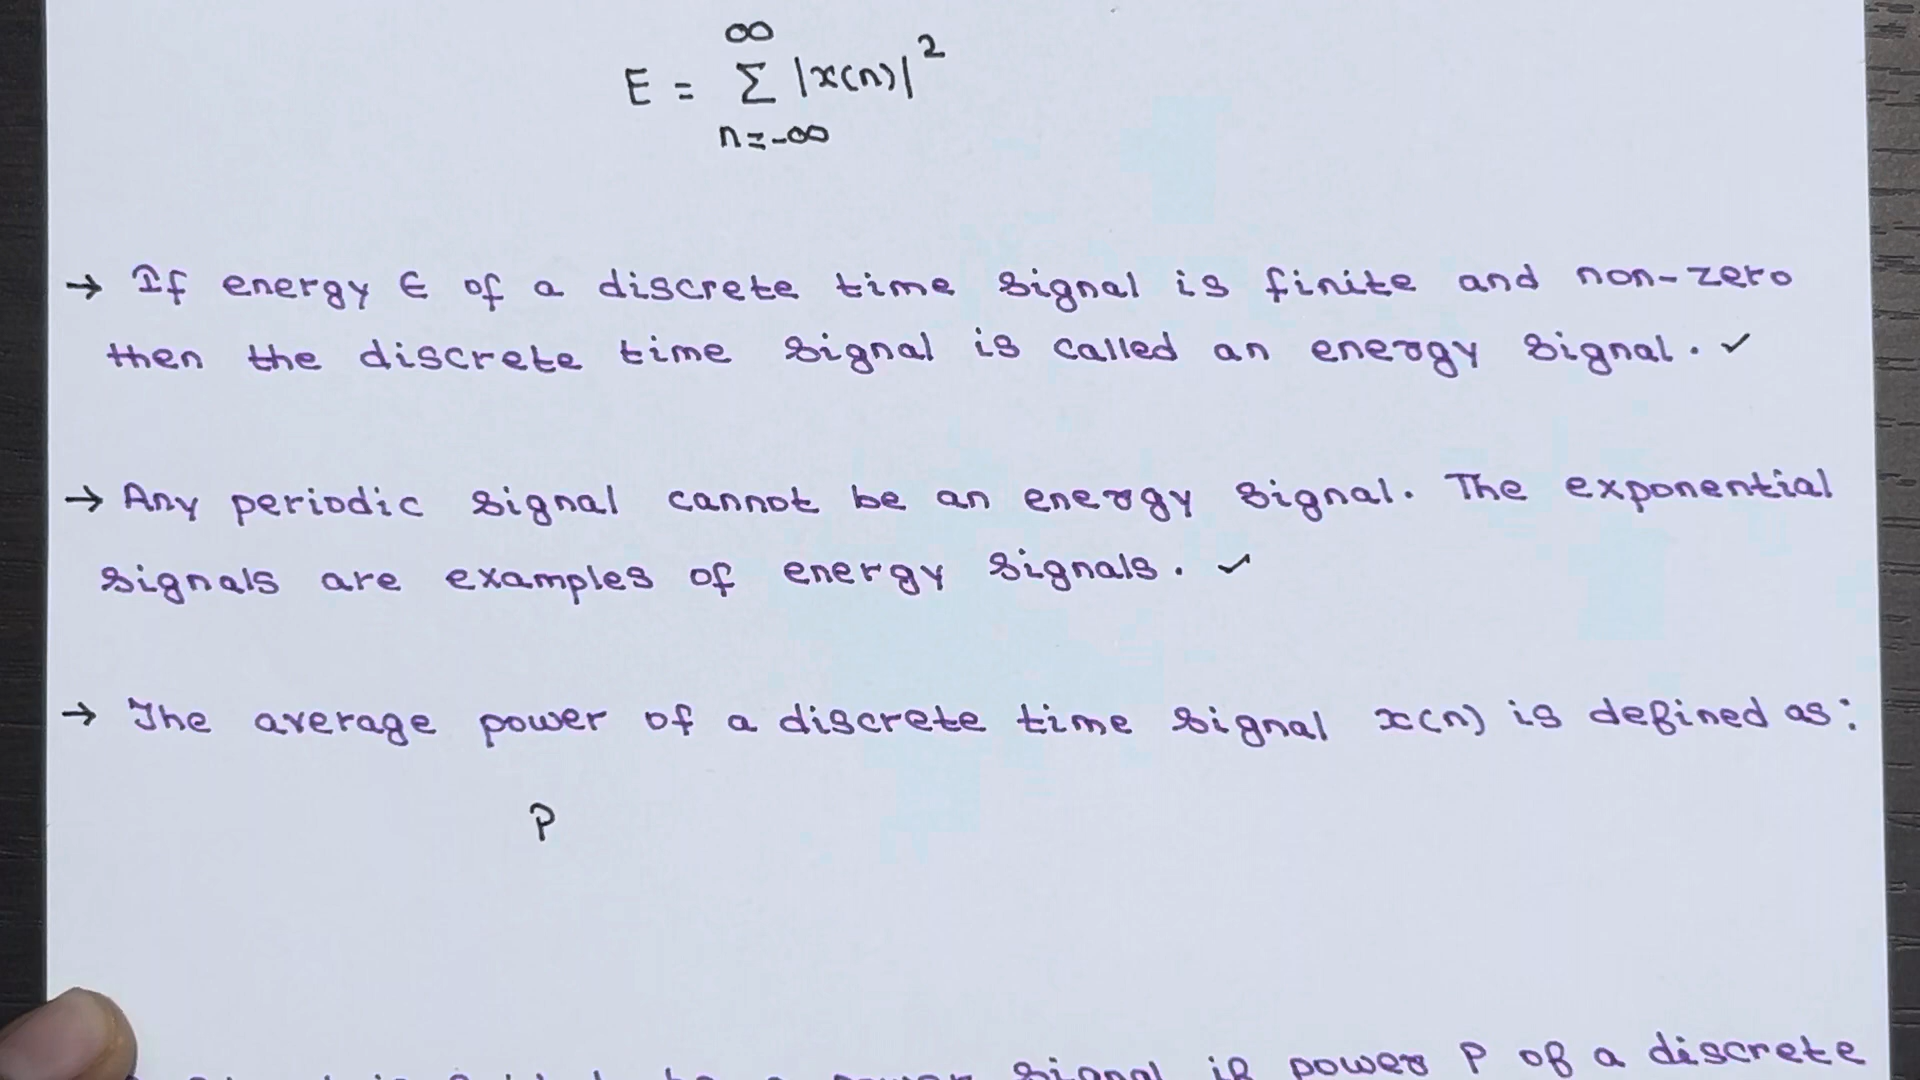 ∞
E = Σ |x(n)|²
n=-∞
→ If energy E of a discrete time signal is finite and non-zero
then the discrete time signal is called an energy signal. ✓
→ Any periodic signal cannot be an energy signal. The exponential
signals are examples of energy signals. ✓
→ The average power of a discrete time signal x(n) is defined as:
P
signal if power P of a discrete